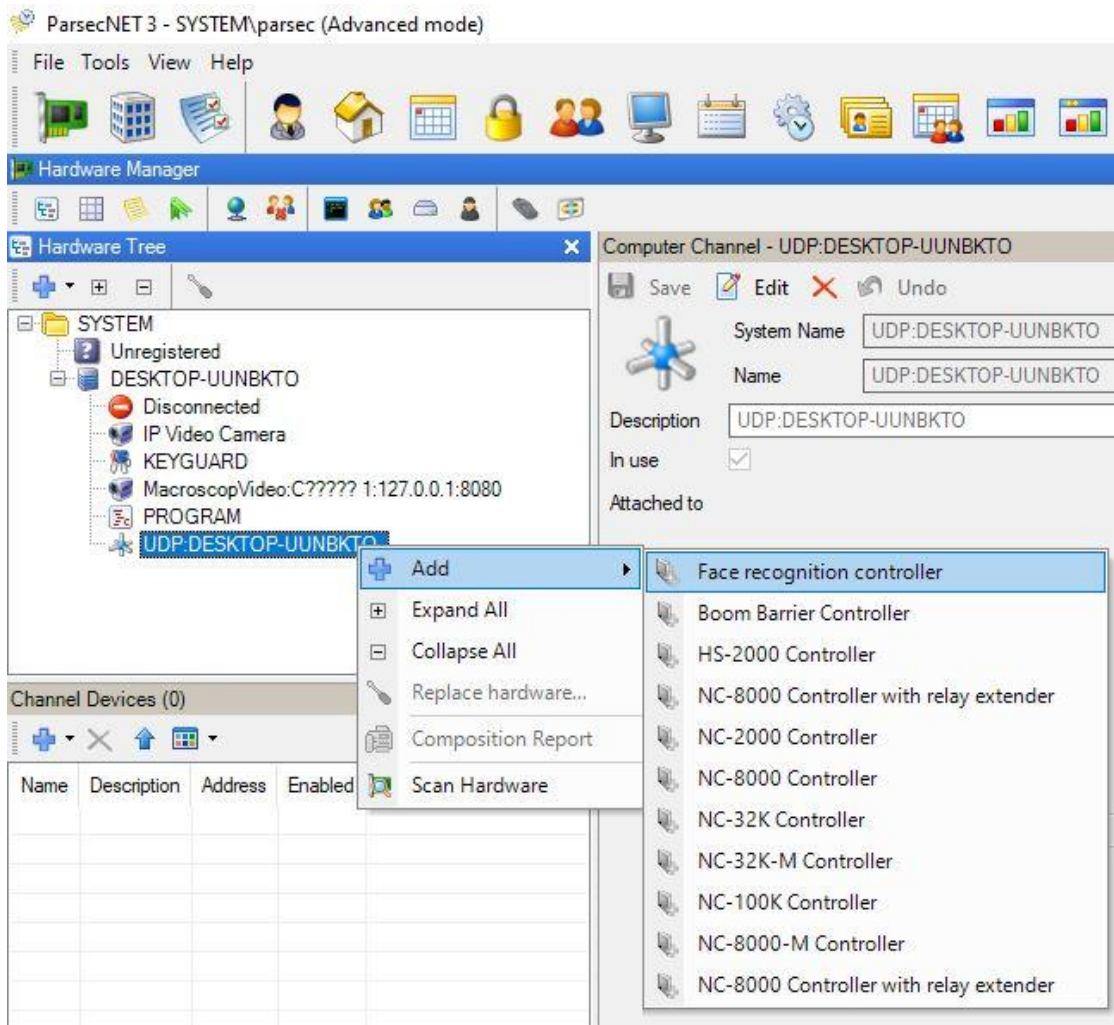 ParsecNET 3 - SYSTEM\parsec (Advanced mode)
File Tools View Help
Hardware Manager
Hardware Tree
SYSTEM
Unregistered
DESKTOP-UUNBKTO
Disconnected
IP Video Camera
KEYGUARD
MacroscopVideo:C????? 1:127.0.0.1:8080
PROGRAM
UDP:DESKTOP-UUNBKTO
Computer Channel - UDP:DESKTOP-UUNBKTO
Save Edit Undo
System Name UDP:DESKTOP-UUNBKTO
Name UDP:DESKTOP-UUNBKTO
Description UDP:DESKTOP-UUNBKTO
In use
Attached to
Add
Expand All
Collapse All
Replace hardware...
Composition Report
Scan Hardware
Face recognition controller
Boom Barrier Controller
HS-2000 Controller
NC-8000 Controller with relay extender
NC-2000 Controller
NC-8000 Controller
NC-32K Controller
NC-32K-M Controller
NC-100K Controller
NC-8000-M Controller
NC-8000 Controller with relay extender
Channel Devices (0)
Name Description Address Enabled